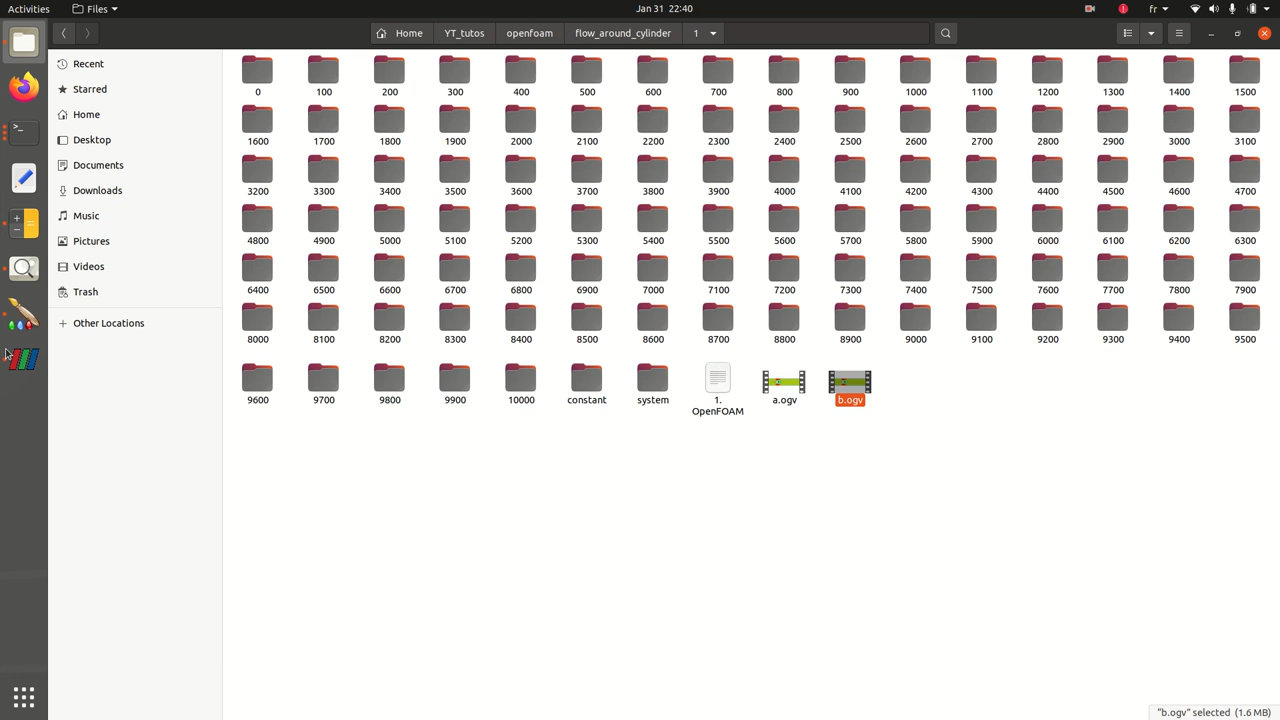 Activities Files Jan 31 22:40 fr
Home YT_tutos openfoam flow_around_cylinder 1
Recent
Starred
Home
Desktop
Documents
Downloads
Music
Pictures
Videos
Trash
Other Locations
0 100 200 300 400 500 600 700 800 900 1000 1100 1200 1300 1400 1500
1600 1700 1800 1900 2000 2100 2200 2300 2400 2500 2600 2700 2800 2900 3000 3100
3200 3300 3400 3500 3600 3700 3800 3900 4000 4100 4200 4300 4400 4500 4600 4700
4800 4900 5000 5100 5200 5300 5400 5500 5600 5700 5800 5900 6000 6100 6200 6300
6400 6500 6600 6700 6800 6900 7000 7100 7200 7300 7400 7500 7600 7700 7800 7900
8000 8100 8200 8300 8400 8500 8600 8700 8800 8900 9000 9100 9200 9300 9400 9500
9600 9700 9800 9900 10000 constant system 1. a.ogv b.ogv
OpenFOAM
"b.ogv" selected (1.6 MB)